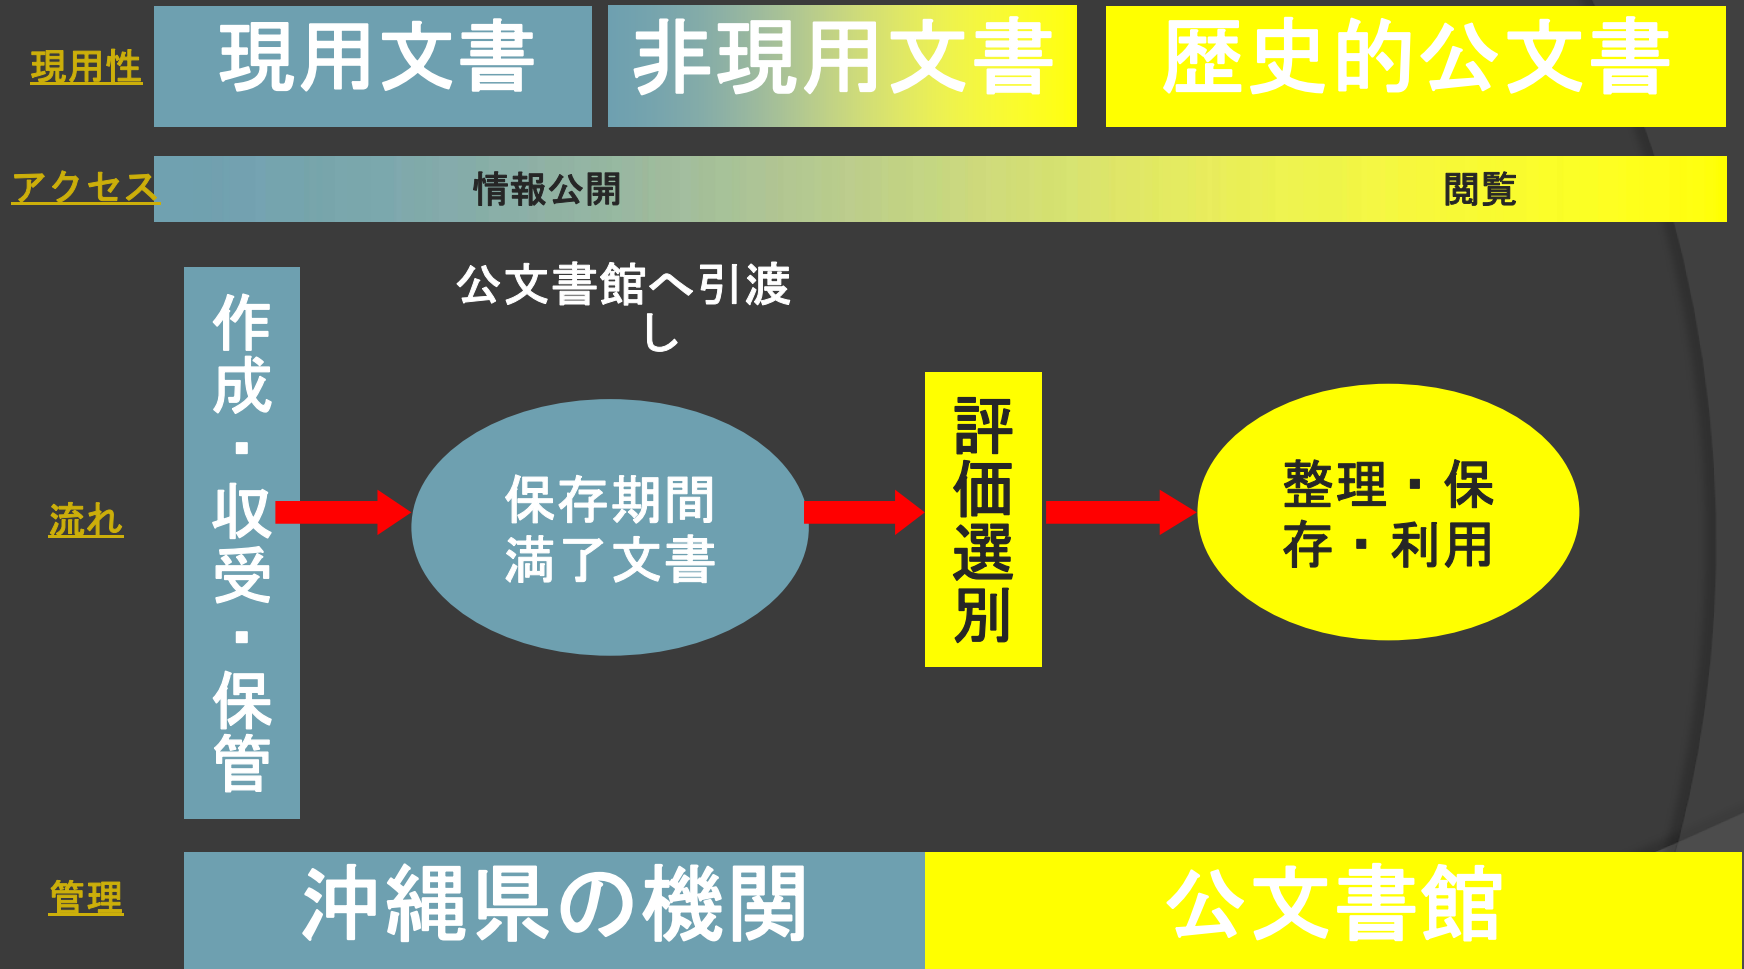 現用性
現用文書
非現用文書
歴史的公文書
アクセス
情報公開
閲覧
公文書館へ引渡
し
流れ
作成・収受・保管
保存期間
満了文書
評価選別
整理・保
存・利用
管理
沖縄県の機関
公文書館